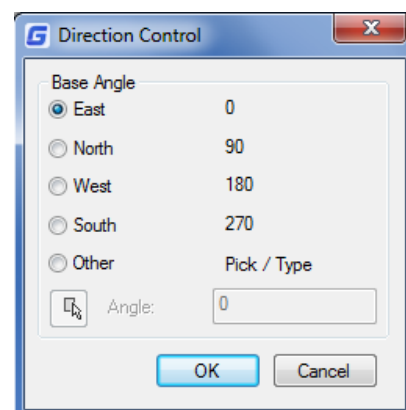 Direction Control
Base Angle
East 0
North 90
West 180
South 270
Other Pick / Type
Angle: 0
OK Cancel